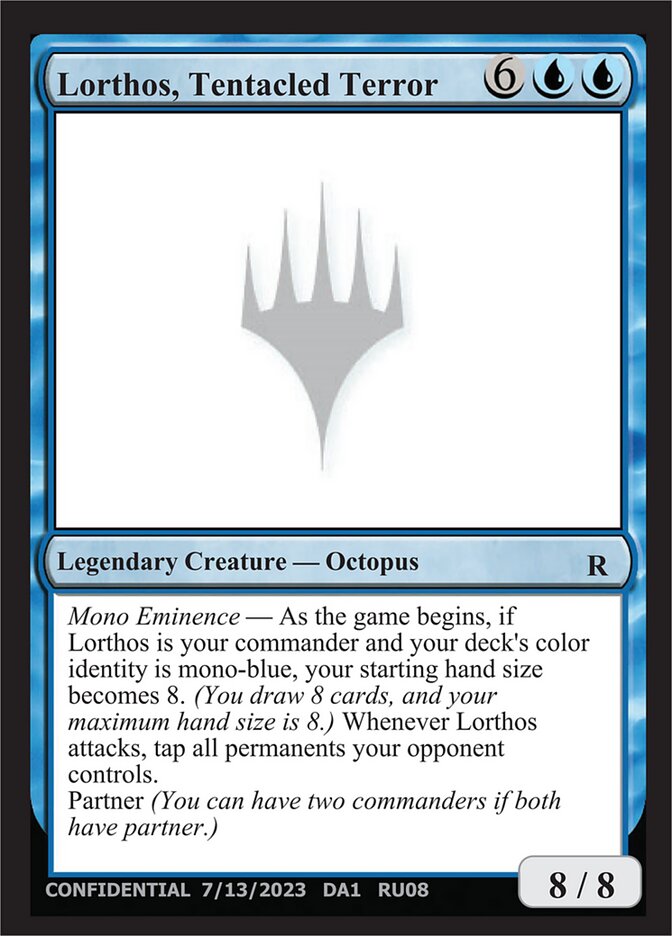 Lorthos, Tentacled Terror 6
Legendary Creature — Octopus R
Mono Eminence — As the game begins, if
Lorthos is your commander and your deck's color
identity is mono-blue, your starting hand size
becomes 8. (You draw 8 cards, and your
maximum hand size is 8.) Whenever Lorthos
attacks, tap all permanents your opponent
controls.
Partner (You can have two commanders if both
have partner.)
CONFIDENTIAL 7/13/2023 DA1 RU08
8 / 8